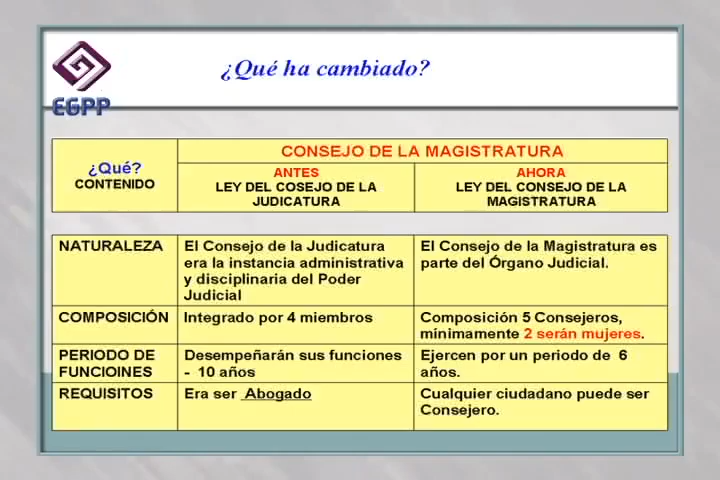 ¿Qué ha cambiado?
EGPP
¿Qué?
CONTENIDO
CONSEJO DE LA MAGISTRATURA
ANTES
LEY DEL COSEJO DE LA
JUDICATURA
AHORA
LEY DEL CONSEJO DE LA
MAGISTRATURA
NATURALEZA
El Consejo de la Judicatura
era la instancia administrativa
y disciplinaria del Poder
Judicial
El Consejo de la Magistratura es
parte del Órgano Judicial.
COMPOSICIÓN
Integrado por 4 miembros
Composición 5 Consejeros,
mínimamente 2 serán mujeres.
PERIODO DE
FUNCIOINES
Desempeñarán sus funciones
- 10 años
Ejercen por un periodo de 6
años.
REQUISITOS
Era ser Abogado
Cualquier ciudadano puede ser
Consejero.